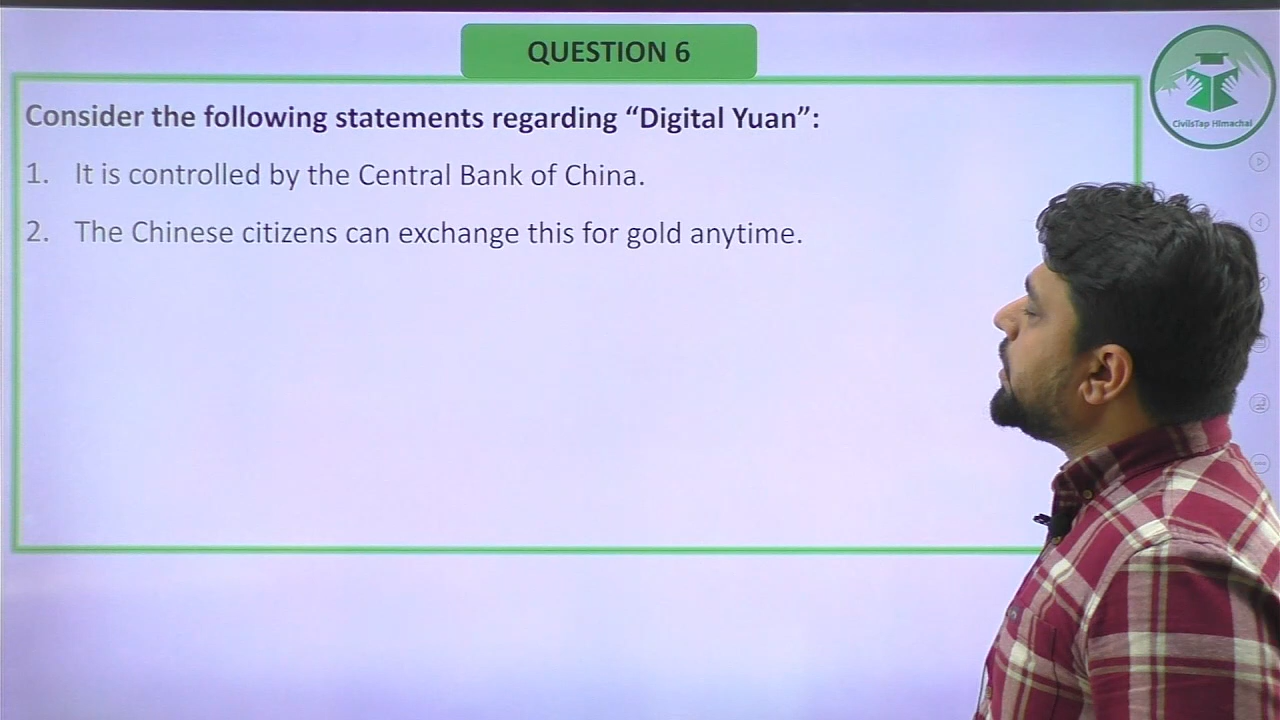 QUESTION 6
Consider the following statements regarding “Digital Yuan”:
1. It is controlled by the Central Bank of China.
2. The Chinese citizens can exchange this for gold anytime.
CivilsTap Himachal